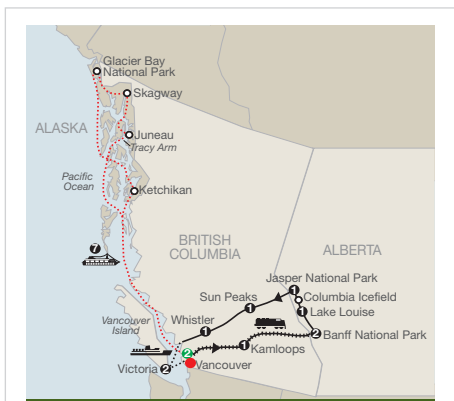 Glacier Bay
National Park
Skagway
ALASKA
Juneau
Tracy Arm
Pacific
Ocean
Ketchikan
7
BRITISH
COLUMBIA
ALBERTA
Jasper National Park
1
Sun Peaks
1
Columbia Icefield
1
Lake Louise
Vancouver
Island
Whistler
1
2
Banff National Park
2
1
Kamloops
Victoria
2
Vancouver